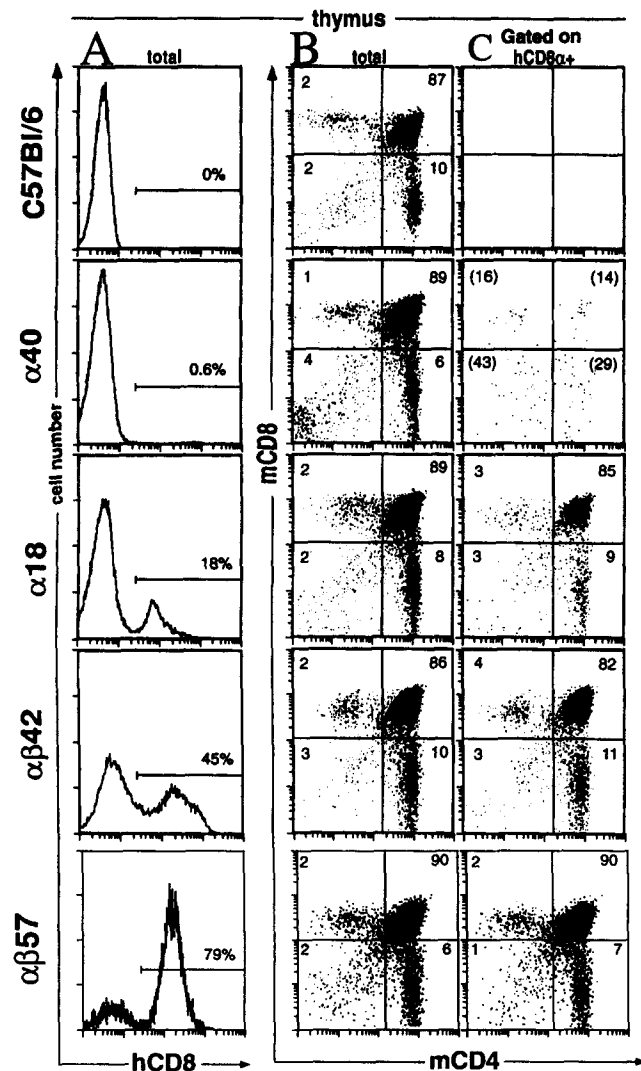 thymus
A total
B total
C Gated on hCD8α+
C57Bl/6
0%
2 87
2 10
α40
0.6%
1 89
4 6
(16) (14)
(43) (29)
α18
18%
2 89
2 8
3 85
3 9
αβ42
45%
2 86
3 10
4 82
3 11
αβ57
79%
2 90
2 6
2 90
1 7
cell number
mCD8
hCD8
mCD4